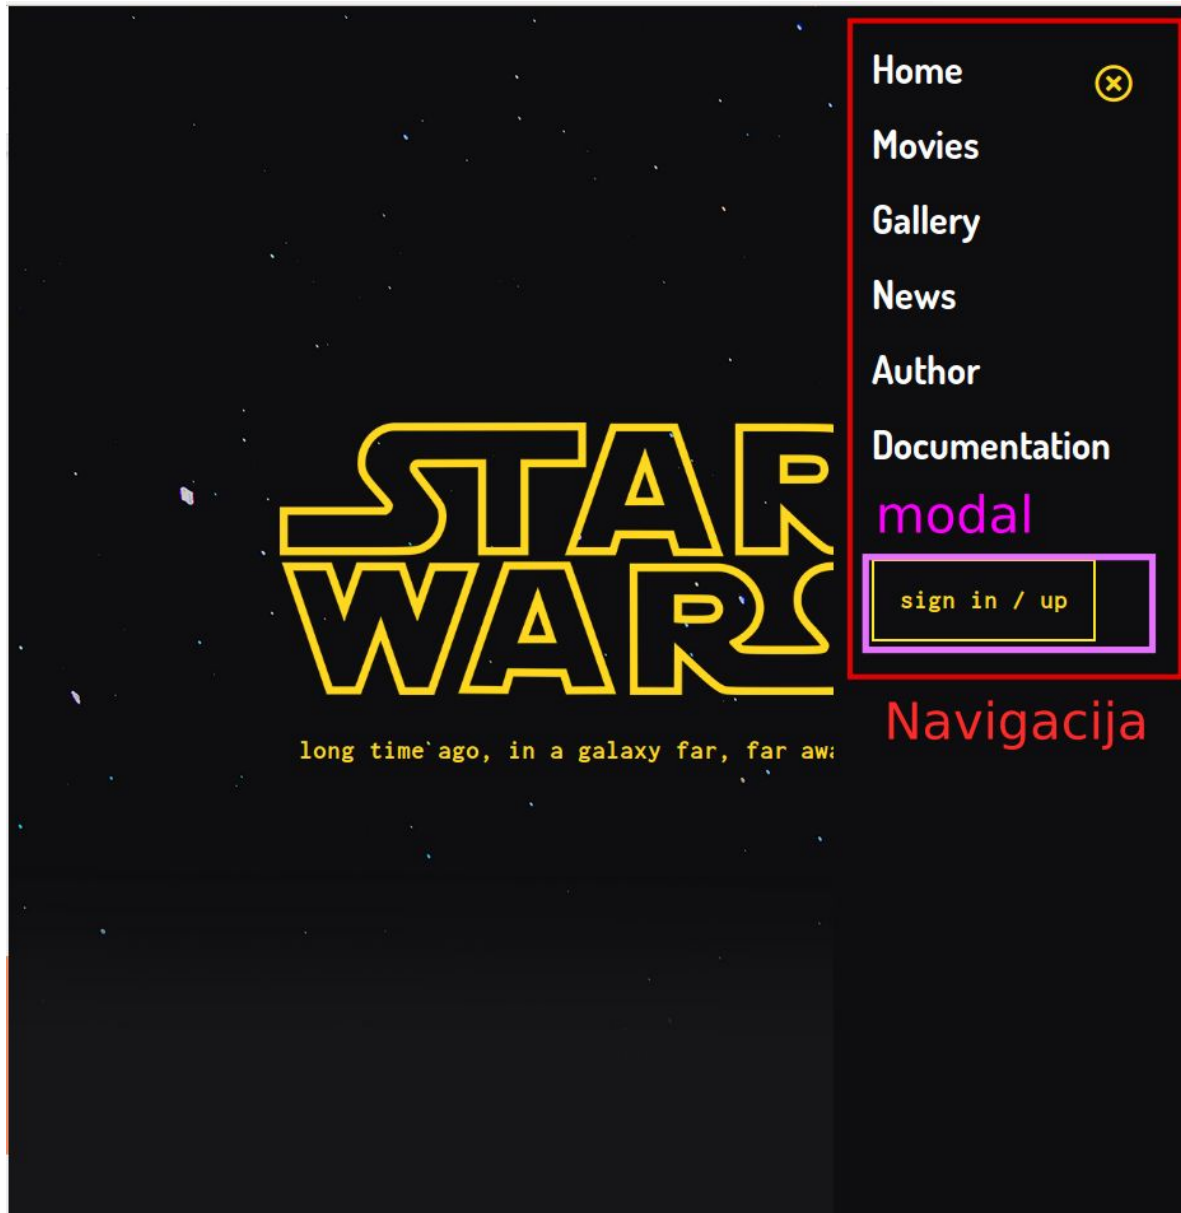 Home
Movies
Gallery
News
Author
Documentation
modal
sign in / up
Navigacija
STAR
WARS
long time ago, in a galaxy far, far awa